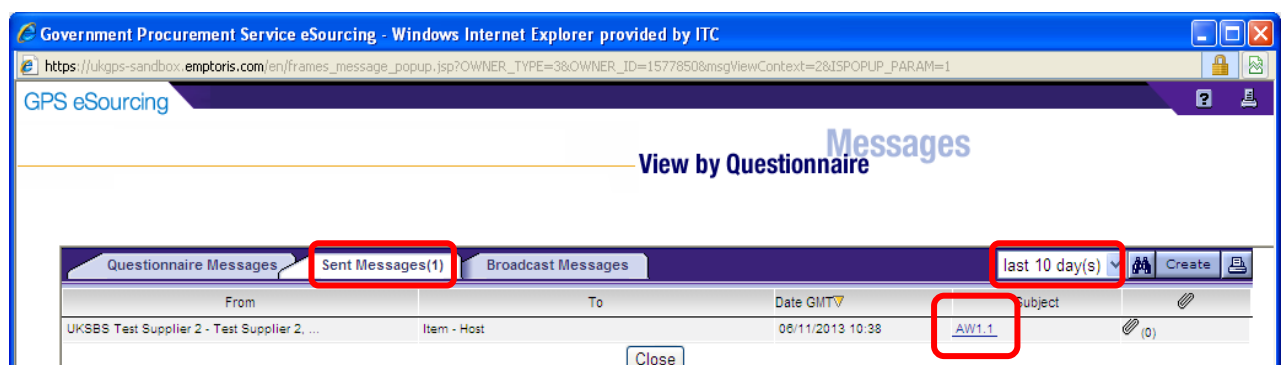 Government Procurement Service eSourcing - Windows Internet Explorer provided by ITC
https://ukgps-sandbox.emptoris.com/en/frames_message_popup.jsp?OWNER_TYPE=3&OWNER_ID=1577850&msgViewContext=2&ISPOPUP_PARAM=1
GPS eSourcing ?
Messages
View by Questionnaire
Questionnaire Messages Sent Messages(1) Broadcast Messages last 10 day(s) Create
From To Date GMT Subject
UKSBS Test Supplier 2 - Test Supplier 2, ... Item - Host 06/11/2013 10:38 AW1.1 (0)
Close